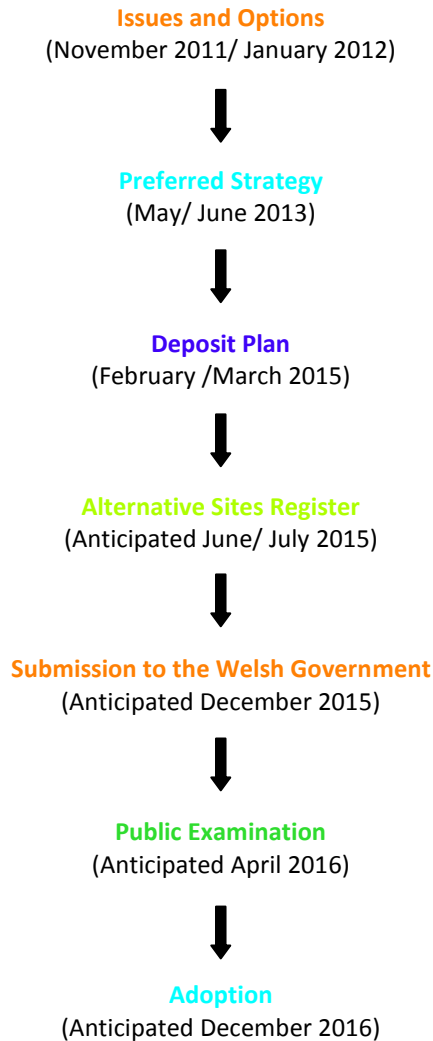 Issues and Options
(November 2011/ January 2012)
Preferred Strategy
(May/ June 2013)
Deposit Plan
(February /March 2015)
Alternative Sites Register
(Anticipated June/ July 2015)
Submission to the Welsh Government
(Anticipated December 2015)
Public Examination
(Anticipated April 2016)
Adoption
(Anticipated December 2016)